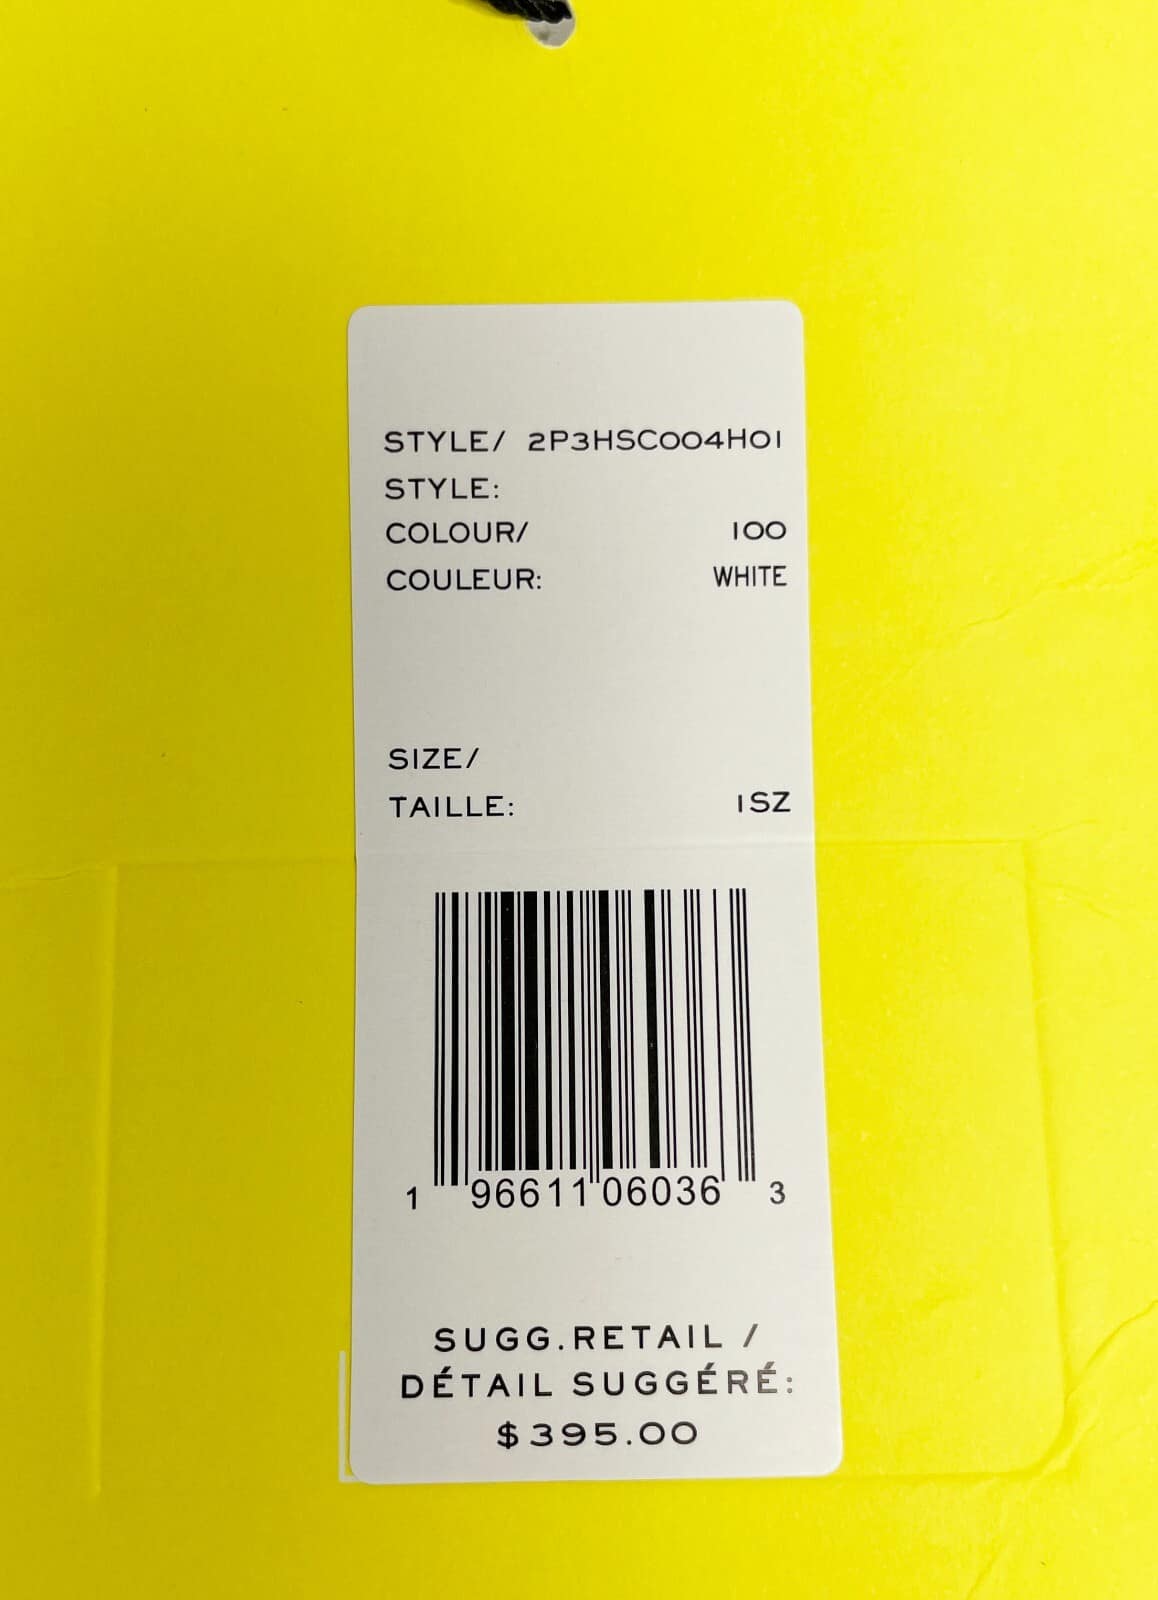 STYLE/ 2P3HSC004H01
STYLE:
COLOUR/ 100
COULEUR: WHITE
SIZE/
TAILLE: 1SZ
1 96611 06036 3
SUGG.RETAIL /
DÉTAIL SUGGÉRÉ:
$395.00